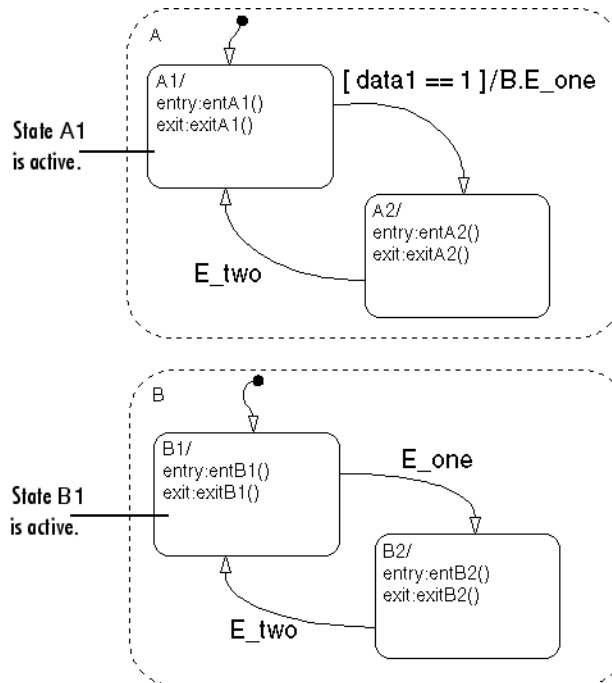 A
A1/
entry:entA1()
exit:exitA1()
[ data1 == 1 ]/B.E_one
State A1
is active.
A2/
entry:entA2()
exit:exitA2()
E_two
B
B1/
entry:entB1()
exit:exitB1()
E_one
State B1
is active.
B2/
entry:entB2()
exit:exitB2()
E_two